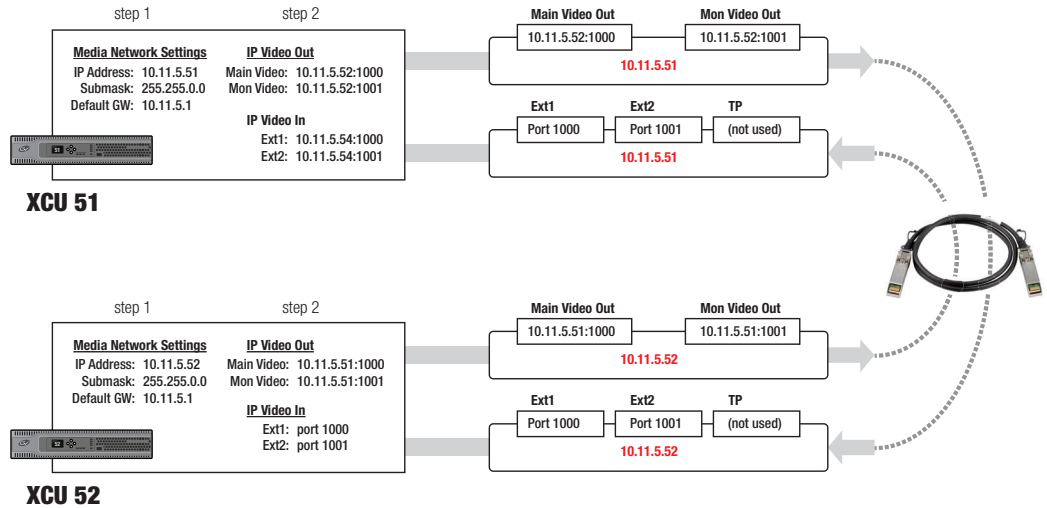 step 1
step 2
Media Network Settings
IP Address: 10.11.5.51
Submask: 255.255.0.0
Default GW: 10.11.5.1
IP Video Out
Main Video: 10.11.5.52:1000
Mon Video: 10.11.5.52:1001
IP Video In
Ext1: 10.11.5.54:1000
Ext2: 10.11.5.54:1001
51
XCU 51
Main Video Out
Mon Video Out
10.11.5.52:1000
10.11.5.52:1001
10.11.5.51
Ext1
Ext2
TP
Port 1000
Port 1001
(not used)
10.11.5.51
step 1
step 2
Media Network Settings
IP Address: 10.11.5.52
Submask: 255.255.0.0
Default GW: 10.11.5.1
IP Video Out
Main Video: 10.11.5.51:1000
Mon Video: 10.11.5.51:1001
IP Video In
Ext1: port 1000
Ext2: port 1001
52
XCU 52
Main Video Out
Mon Video Out
10.11.5.51:1000
10.11.5.51:1001
10.11.5.52
Ext1
Ext2
TP
Port 1000
Port 1001
(not used)
10.11.5.52